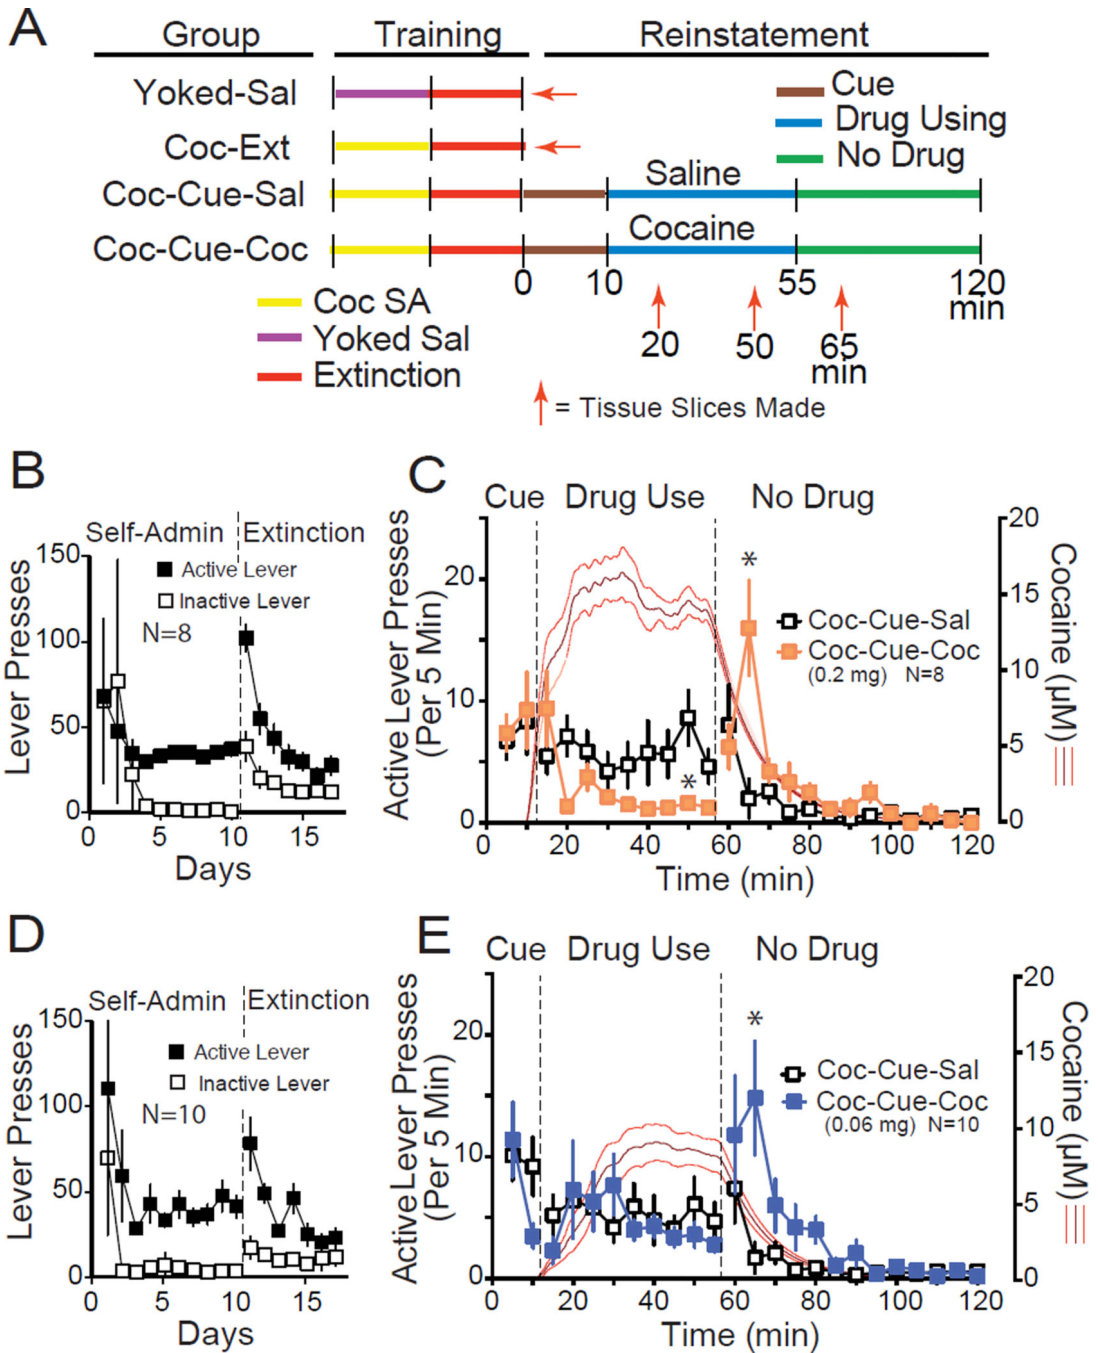 A
Group Training Reinstatement
Yoked-Sal
Coc-Ext
Coc-Cue-Sal
Coc-Cue-Coc
Cue
Drug Using
No Drug
Saline
Cocaine
0 10 55 120
min
20 50 65
min
Coc SA
Yoked Sal
Extinction
= Tissue Slices Made
B
Self-Admin Extinction
Active Lever
Inactive Lever
N=8
Lever Presses
150
100
50
0
0 5 10 15
Days
C
Cue Drug Use No Drug
Active Lever Presses
(Per 5 Min)
20
10
0
*
*
Coc-Cue-Sal
Coc-Cue-Coc
(0.2 mg) N=8
20
15
10
5
0
Cocaine (μM)
0 20 40 60 80 100 120
Time (min)
D
Self-Admin Extinction
Active Lever
Inactive Lever
N=10
Lever Presses
150
100
50
0
0 5 10 15
Days
E
Cue Drug Use No Drug
Active Lever Presses
(Per 5 Min)
20
10
0
*
Coc-Cue-Sal
Coc-Cue-Coc
(0.06 mg) N=10
20
15
10
5
0
Cocaine (μM)
0 20 40 60 80 100 120
Time (min)